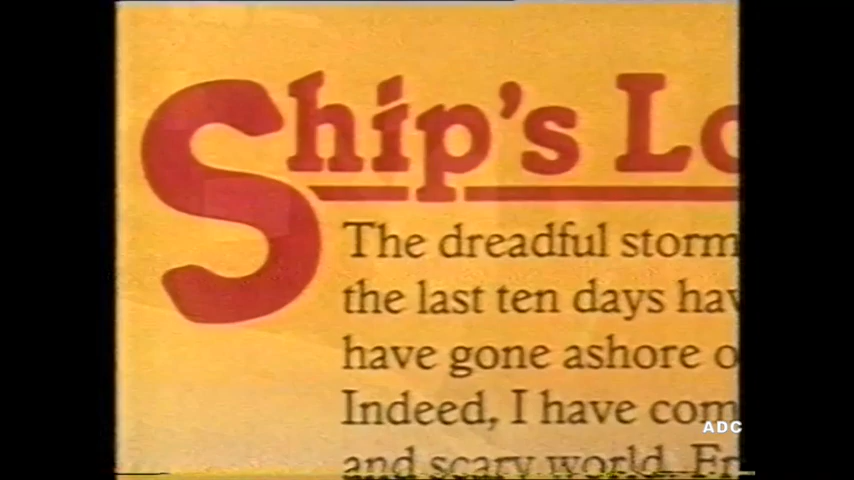 Ship's Lo
The dreadful storm
the last ten days hav
have gone ashore o
Indeed, I have com
ADC
and scary world. Fr